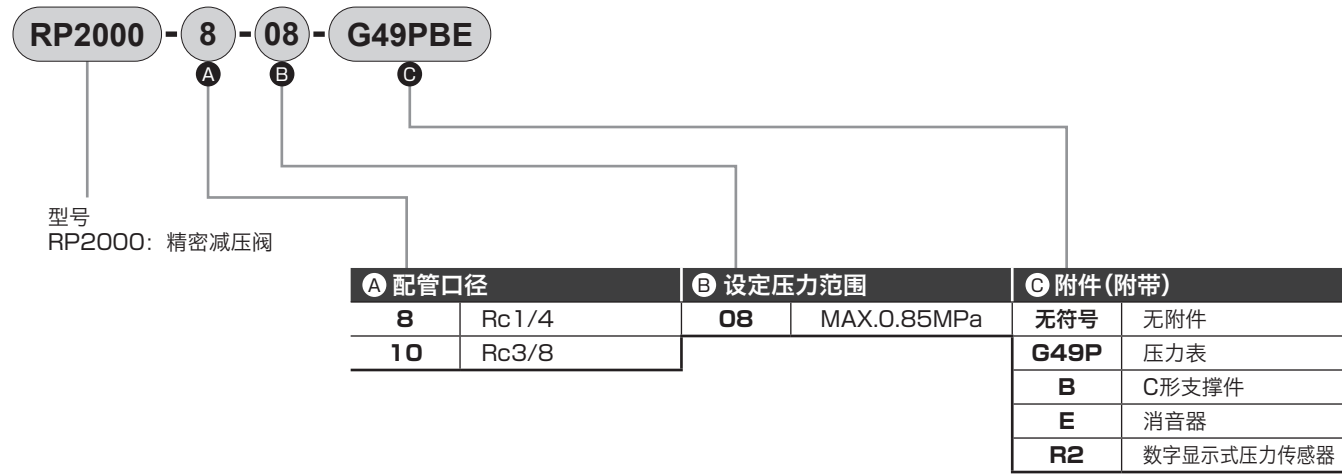 RP2000 - 8 - 08 - G49PBE
A B C
型号
RP2000：精密减压阀
A 配管口径 B 设定压力范围 C 附件（附带）
8 Rc1/4 08 MAX.0.85MPa 无符号 无附件
10 Rc3/8 G49P 压力表
B C形支撑件
E 消音器
R2 数字显示式压力传感器